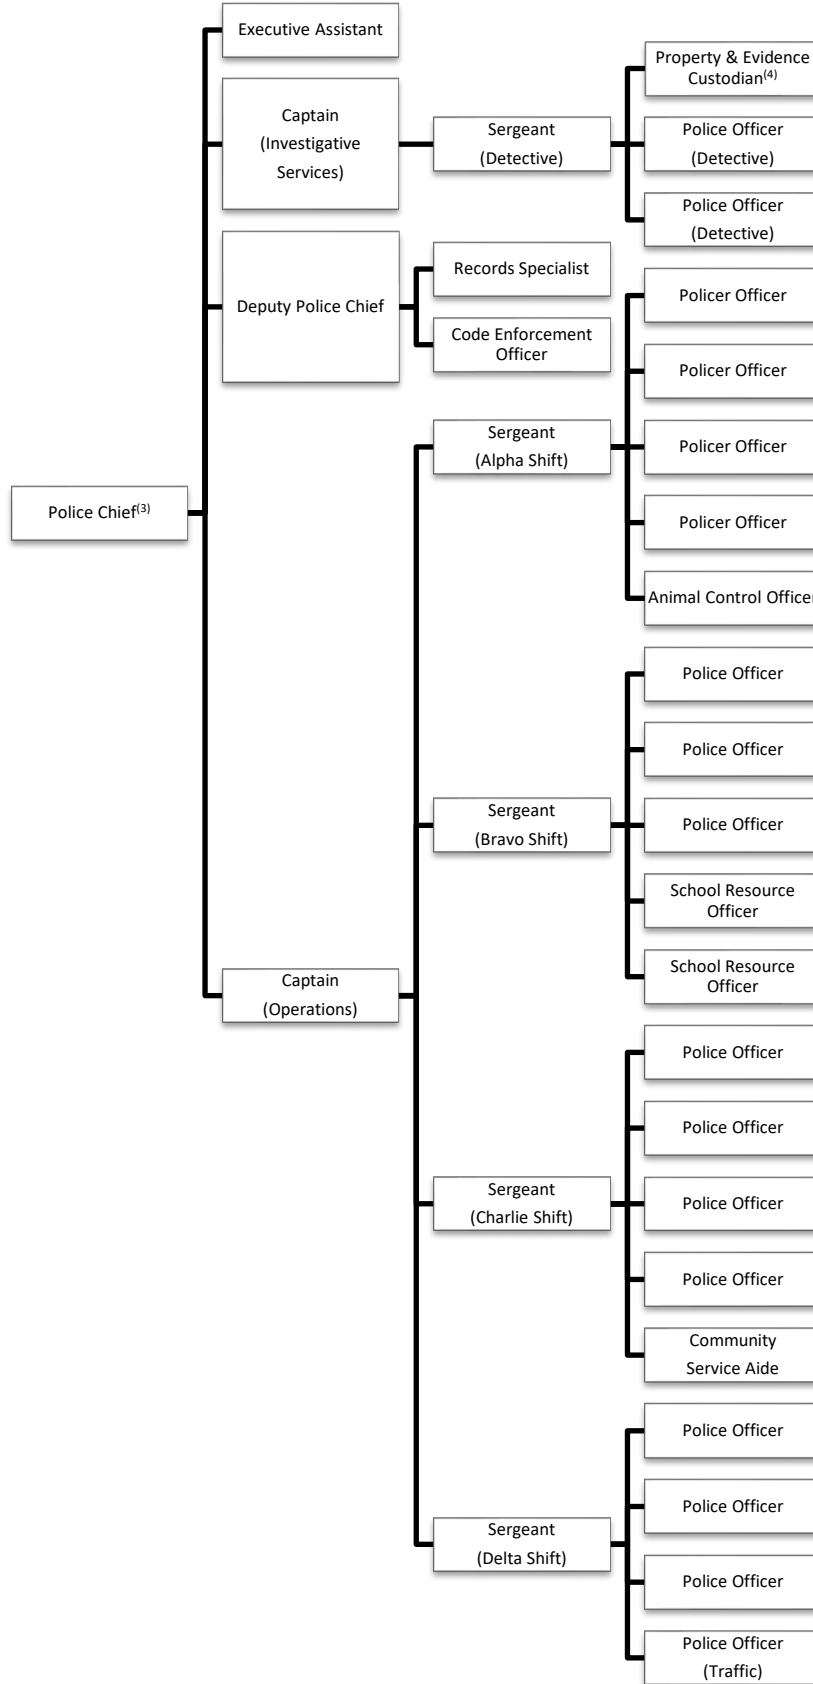 Executive Assistant
Property & Evidence
Custodian(4)
Captain
(Investigative
Services)
Sergeant
(Detective)
Police Officer
(Detective)
Police Officer
(Detective)
Deputy Police Chief
Records Specialist
Code Enforcement
Officer
Policer Officer
Policer Officer
Sergeant
(Alpha Shift)
Policer Officer
Policer Officer
Animal Control Officer
Police Chief(3)
Police Officer
Police Officer
Sergeant
(Bravo Shift)
Police Officer
School Resource
Officer
School Resource
Officer
Captain
(Operations)
Police Officer
Police Officer
Sergeant
(Charlie Shift)
Police Officer
Police Officer
Community
Service Aide
Police Officer
Police Officer
Sergeant
(Delta Shift)
Police Officer
Police Officer
(Traffic)